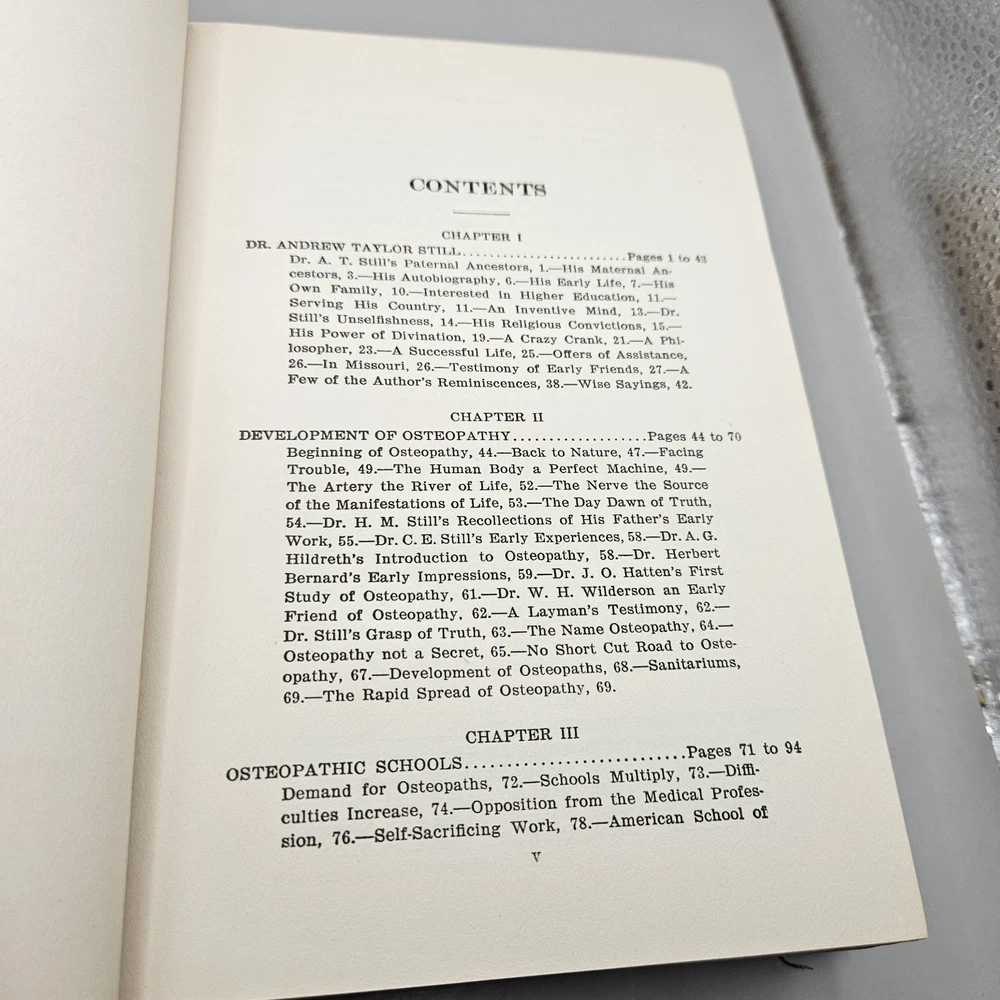 CONTENTS
CHAPTER I
DR. ANDREW TAYLOR STILL.........................Pages 1 to 43
Dr. A. T. Still's Paternal Ancestors, 1.—His Maternal An-
cestors, 3.—His Autobiography, 6.—His Early Life, 7.—His
Own Family, 10.—Interested in Higher Education, 11.—
Serving His Country, 11.—An Inventive Mind, 13.—Dr.
Still's Unselfishness, 14.—His Religious Convictions, 15.—
His Power of Divination, 19.—A Crazy Crank, 21.—A Phi-
losopher, 23.—A Successful Life, 25.—Offers of Assistance,
26.—In Missouri, 26.—Testimony of Early Friends, 27.—A
Few of the Author's Reminiscences, 38.—Wise Sayings, 42.
CHAPTER II
DEVELOPMENT OF OSTEOPATHY...................Pages 44 to 70
Beginning of Osteopathy, 44.—Back to Nature, 47.—Facing
Trouble, 49.—The Human Body a Perfect Machine, 49.—
The Artery the River of Life, 52.—The Nerve the Source
of the Manifestations of Life, 53.—The Day Dawn of Truth,
54.—Dr. H. M. Still's Recollections of His Father's Early
Work, 55.—Dr. C. E. Still's Early Experiences, 58.—Dr. A. G.
Hildreth's Introduction to Osteopathy, 58.—Dr. Herbert
Bernard's Early Impressions, 59.—Dr. J. O. Hatten's First
Study of Osteopathy, 61.—Dr. W. H. Wilderson an Early
Friend of Osteopathy, 62.—A Layman's Testimony, 62.—
Dr. Still's Grasp of Truth, 63.—The Name Osteopathy, 64.—
Osteopathy not a Secret, 65.—No Short Cut Road to Oste-
opathy, 67.—Development of Osteopaths, 68.—Sanitariums,
69.—The Rapid Spread of Osteopathy, 69.
CHAPTER III
OSTEOPATHIC SCHOOLS...........................Pages 71 to 94
Demand for Osteopaths, 72.—Schools Multiply, 73.—Diffi-
culties Increase, 74.—Opposition from the Medical Profes-
sion, 76.—Self-Sacrificing Work, 78.—American School of
V